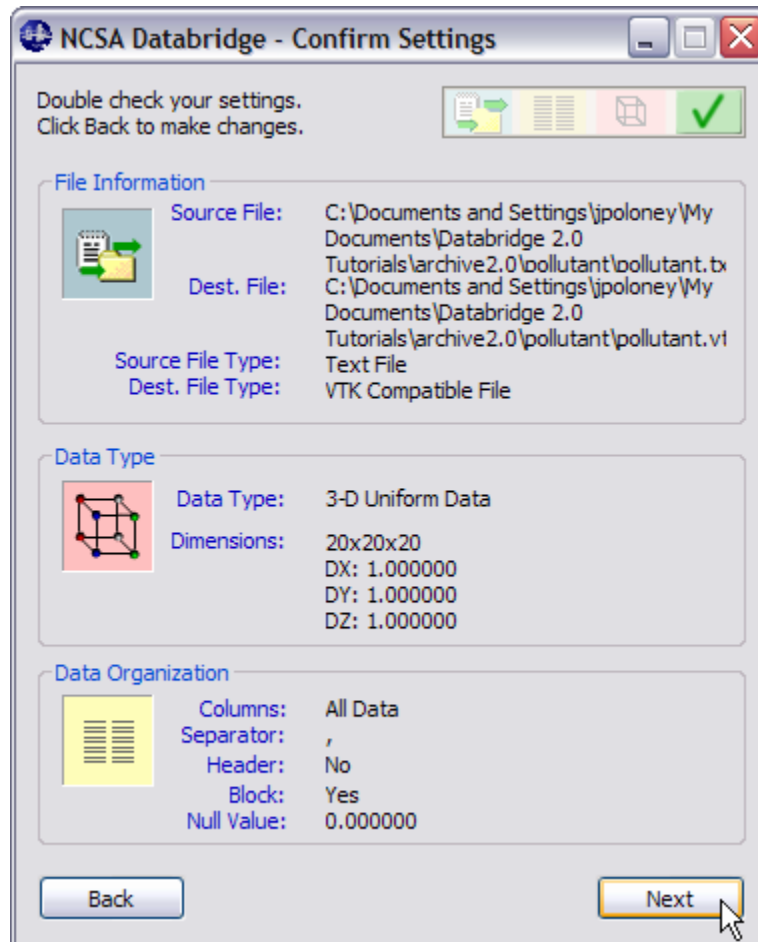 NCSA Databridge - Confirm Settings
Double check your settings.
Click Back to make changes.
File Information
Source File: C:\Documents and Settings\jpoloney\My
Documents\Databridge 2.0
Tutorials\archive2.0\pollutant\pollutant.tx
Dest. File: C:\Documents and Settings\jpoloney\My
Documents\Databridge 2.0
Tutorials\archive2.0\pollutant\pollutant.vt
Source File Type: Text File
Dest. File Type: VTK Compatible File
Data Type
Data Type: 3-D Uniform Data
Dimensions: 20x20x20
DX: 1.000000
DY: 1.000000
DZ: 1.000000
Data Organization
Columns: All Data
Separator: ,
Header: No
Block: Yes
Null Value: 0.000000
Back Next